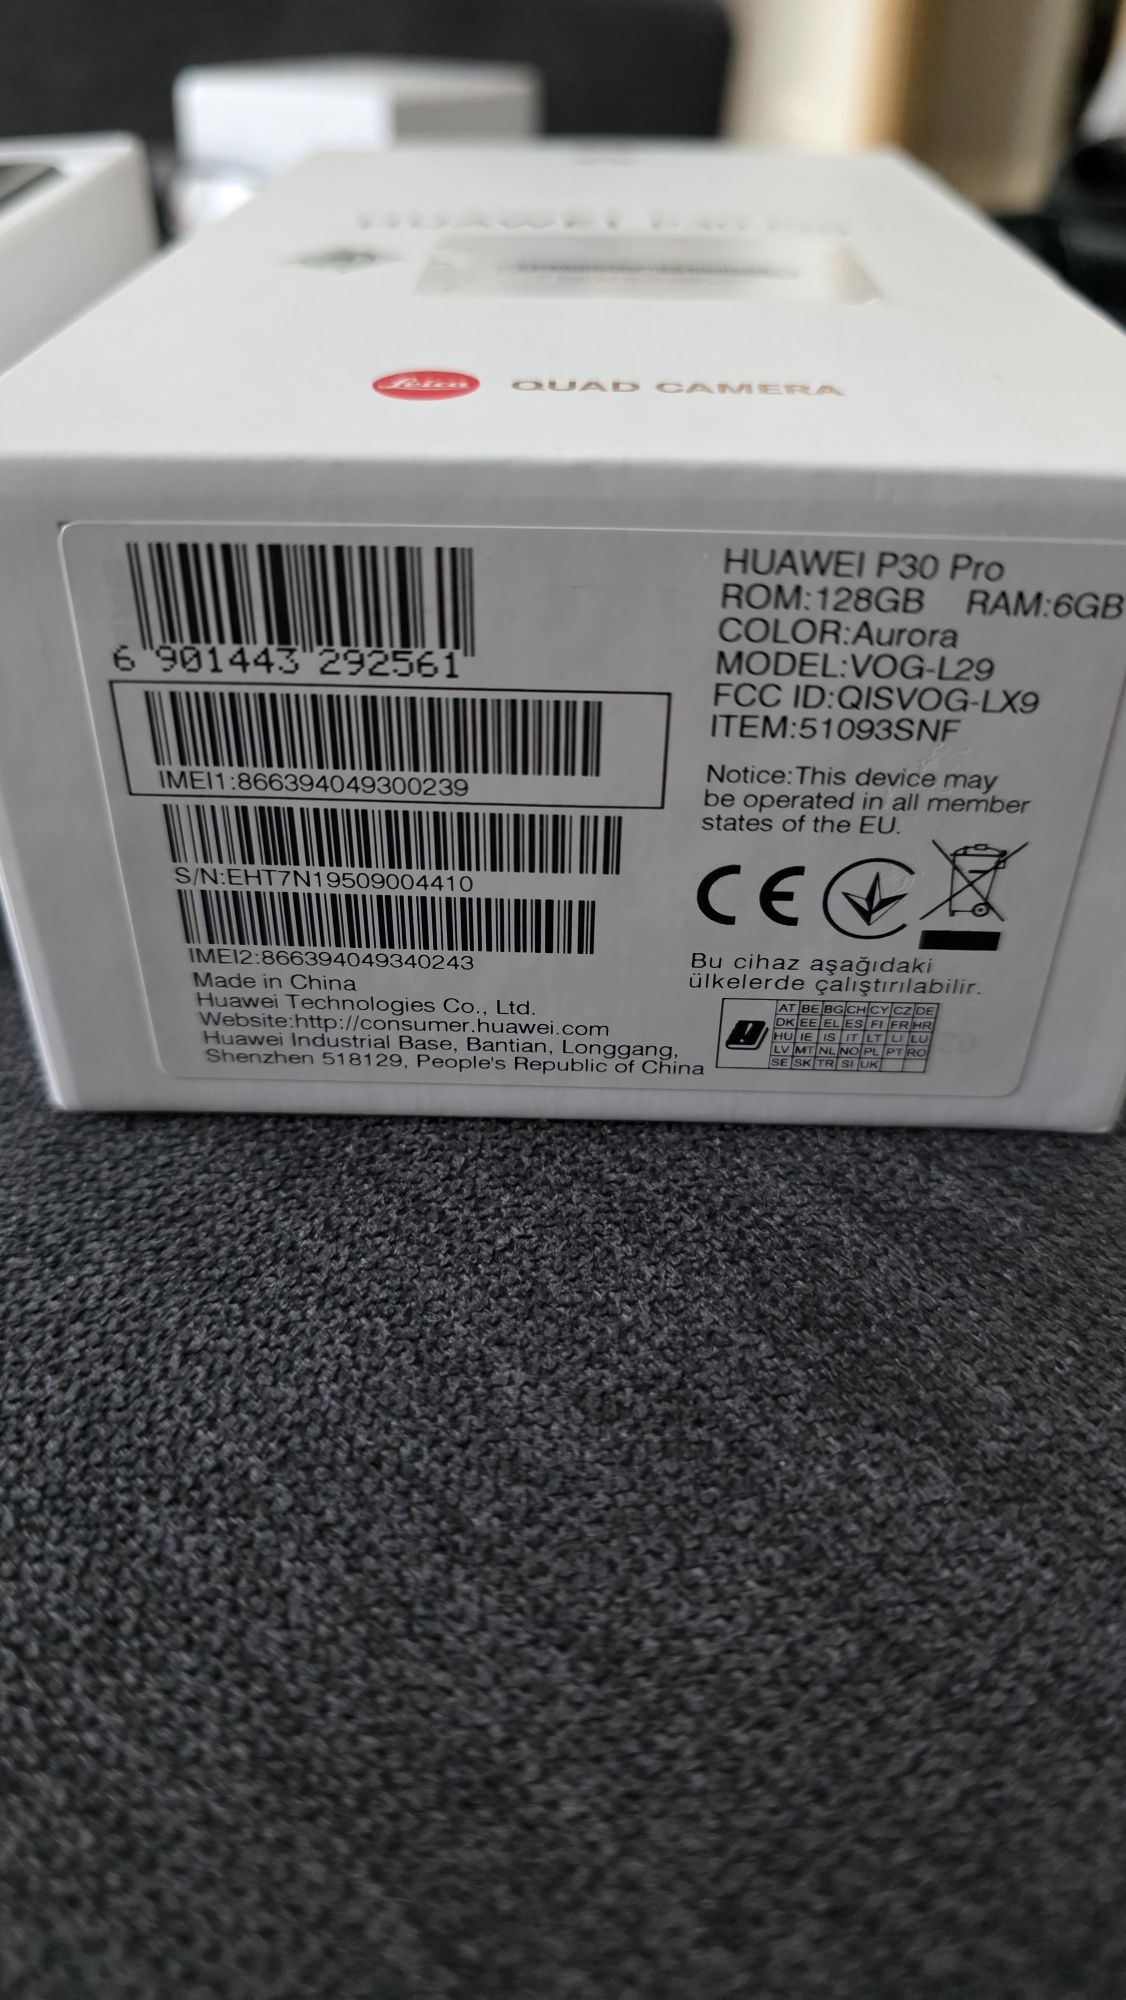 HUAWEI P30 Pro
Leica QUAD CAMERA
6 901443 292561
IMEI1:866394049300239
S/N:EHT7N19509004410
IMEI2:866394049340243
Made in China
Huawei Technologies Co., Ltd.
Website:http://consumer.huawei.com
Huawei Industrial Base, Bantian, Longgang,
Shenzhen 518129, People's Republic of China
HUAWEI P30 Pro
ROM:128GB RAM:6GB
COLOR:Aurora
MODEL:VOG-L29
FCC ID:QISVOG-LX9
ITEM:51093SNF
Notice:This device may
be operated in all member
states of the EU.
CE
Bu cihaz aşağıdaki
ülkelerde çalıştırılabilir.
AT BE BG CH CY CZ DE
DK EE EL ES FI FR HR
HU IE IS IT LT LI LU
LV MT NL NO PL PT RO
SE SK TR SI UK